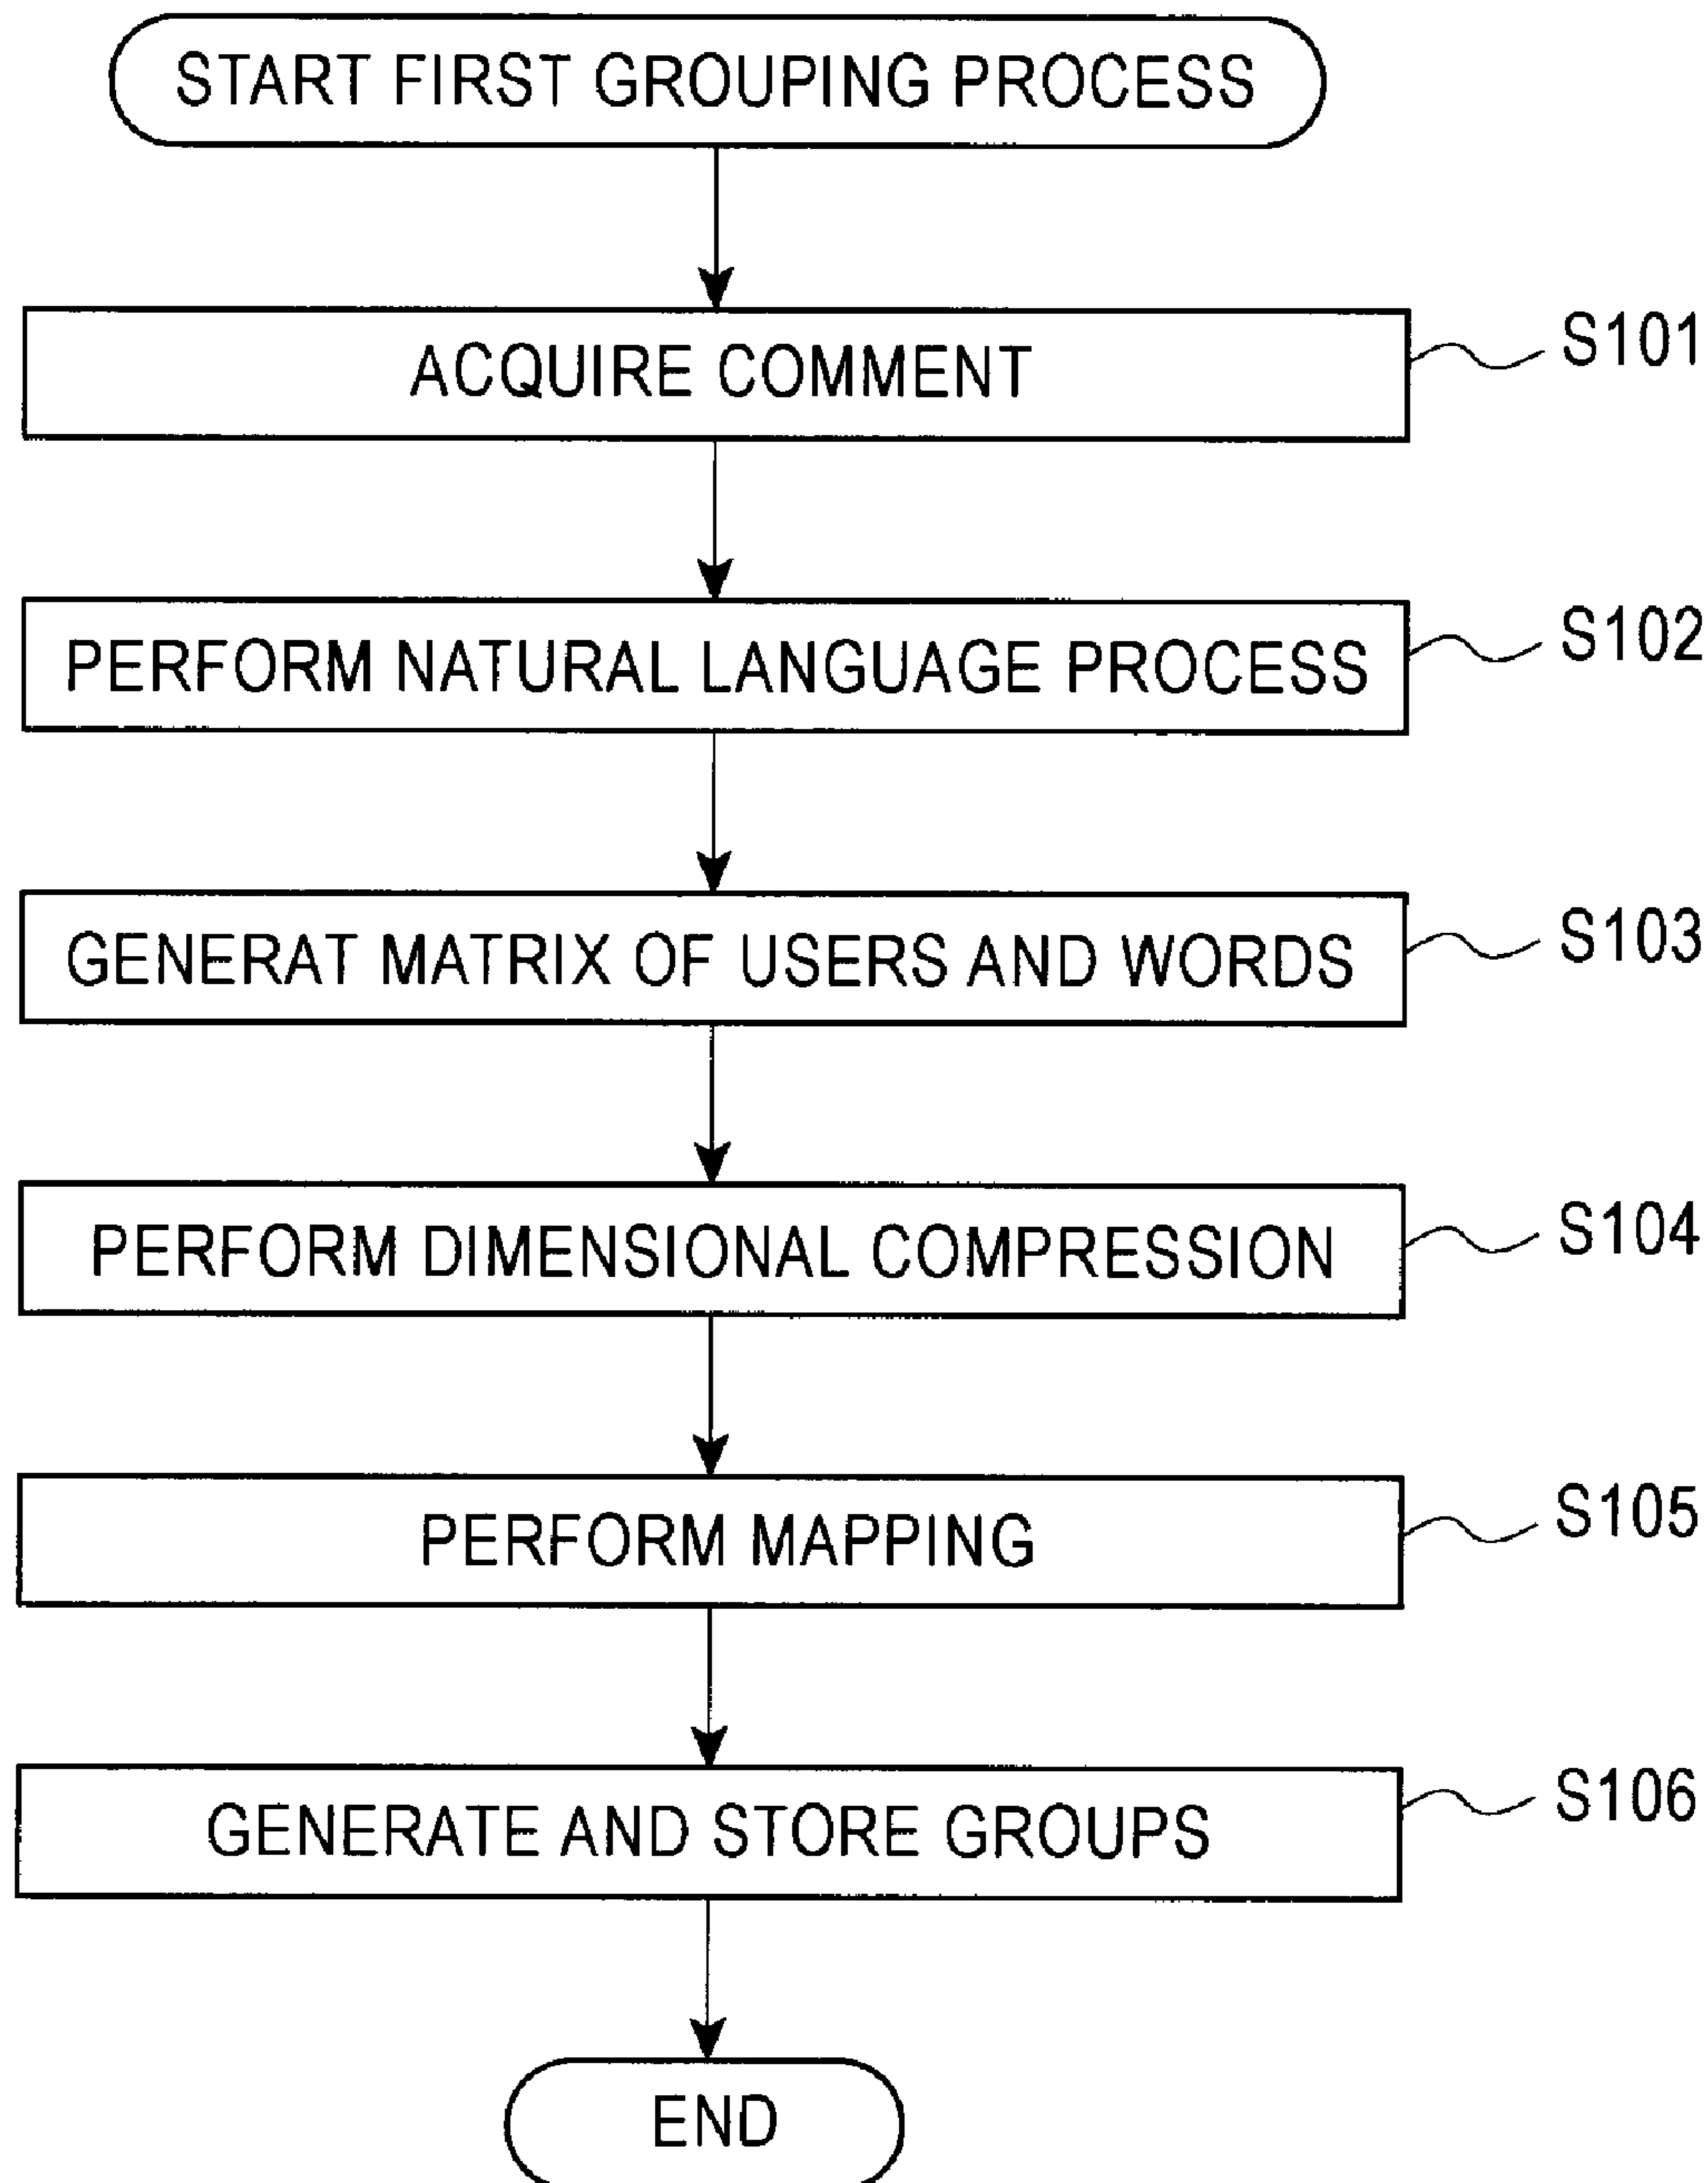 START FIRST GROUPING PROCESS
ACQUIRE COMMENT
S101
PERFORM NATURAL LANGUAGE PROCESS
S102
GENERAT MATRIX OF USERS AND WORDS
S103
PERFORM DIMENSIONAL COMPRESSION
S104
PERFORM MAPPING
S105
GENERATE AND STORE GROUPS
S106
END